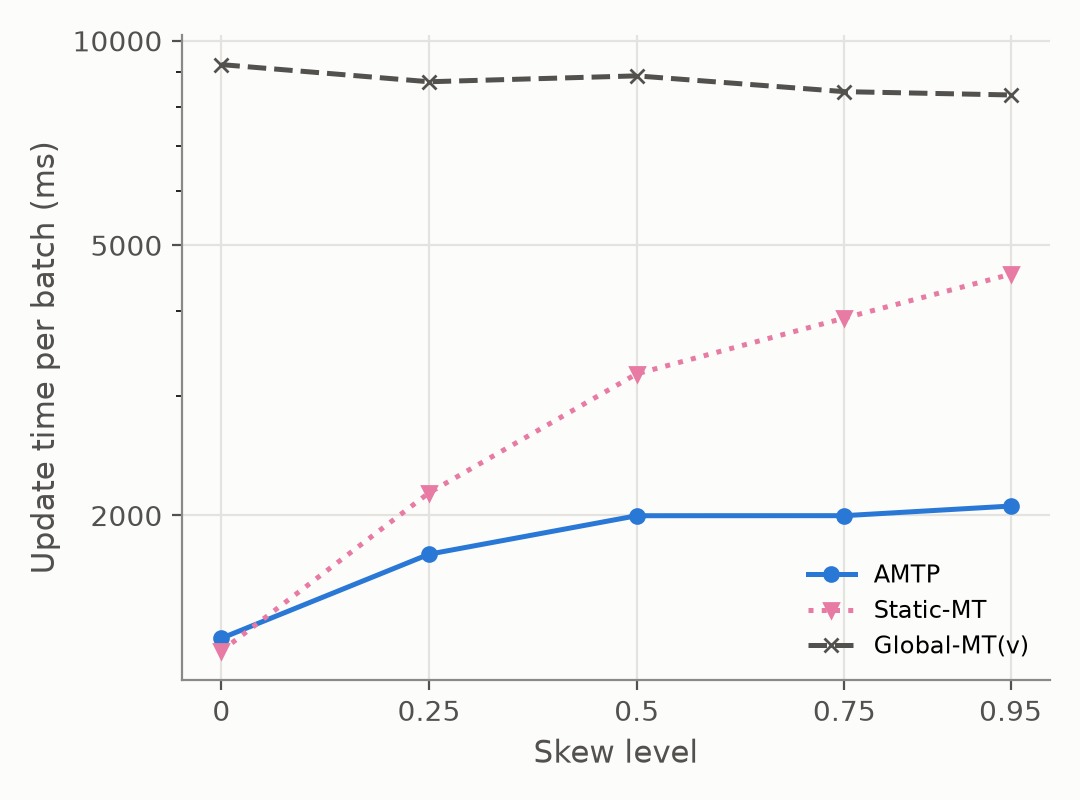 10000
5000
2000
Update time per batch (ms)
AMTP
Static-MT
Global-MT(v)
0
0.25
0.5
0.75
0.95
Skew level